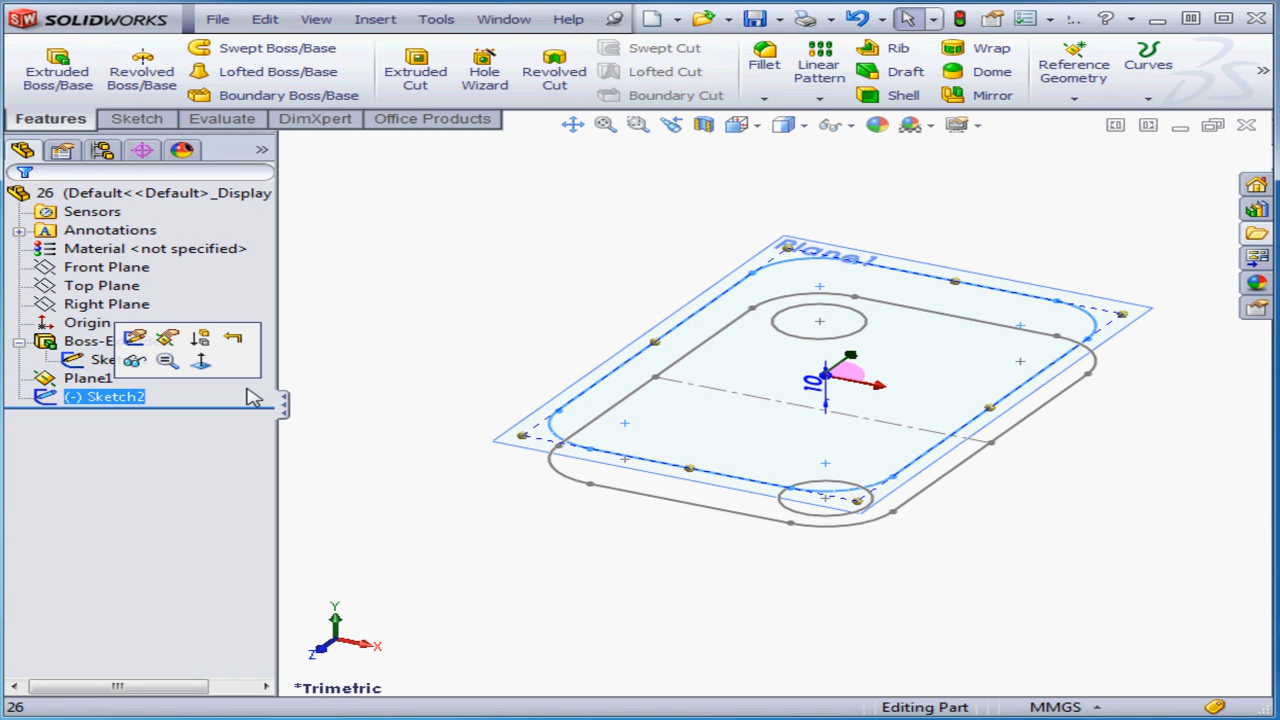 SW SOLIDWORKS File Edit View Insert Tools Window Help
Extruded Boss/Base
Revolved Boss/Base
Swept Boss/Base
Lofted Boss/Base
Boundary Boss/Base
Extruded Cut
Hole Wizard
Revolved Cut
Swept Cut
Lofted Cut
Boundary Cut
Fillet
Linear Pattern
Rib
Draft
Shell
Wrap
Dome
Mirror
Reference Geometry
Curves
Features Sketch Evaluate DimXpert Office Products
26 (Default<<Default>_Display
Sensors
Annotations
Material <not specified>
Front Plane
Top Plane
Right Plane
Origin
Boss-E
Ske
Plane1
(-) Sketch2
Plane1
10
Y
X
Z
*Trimetric
26 Editing Part MMGS